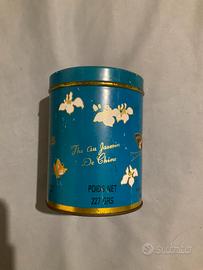 Thé au Jasmin
De Chine
POIDS NET
227 GRS
Subito